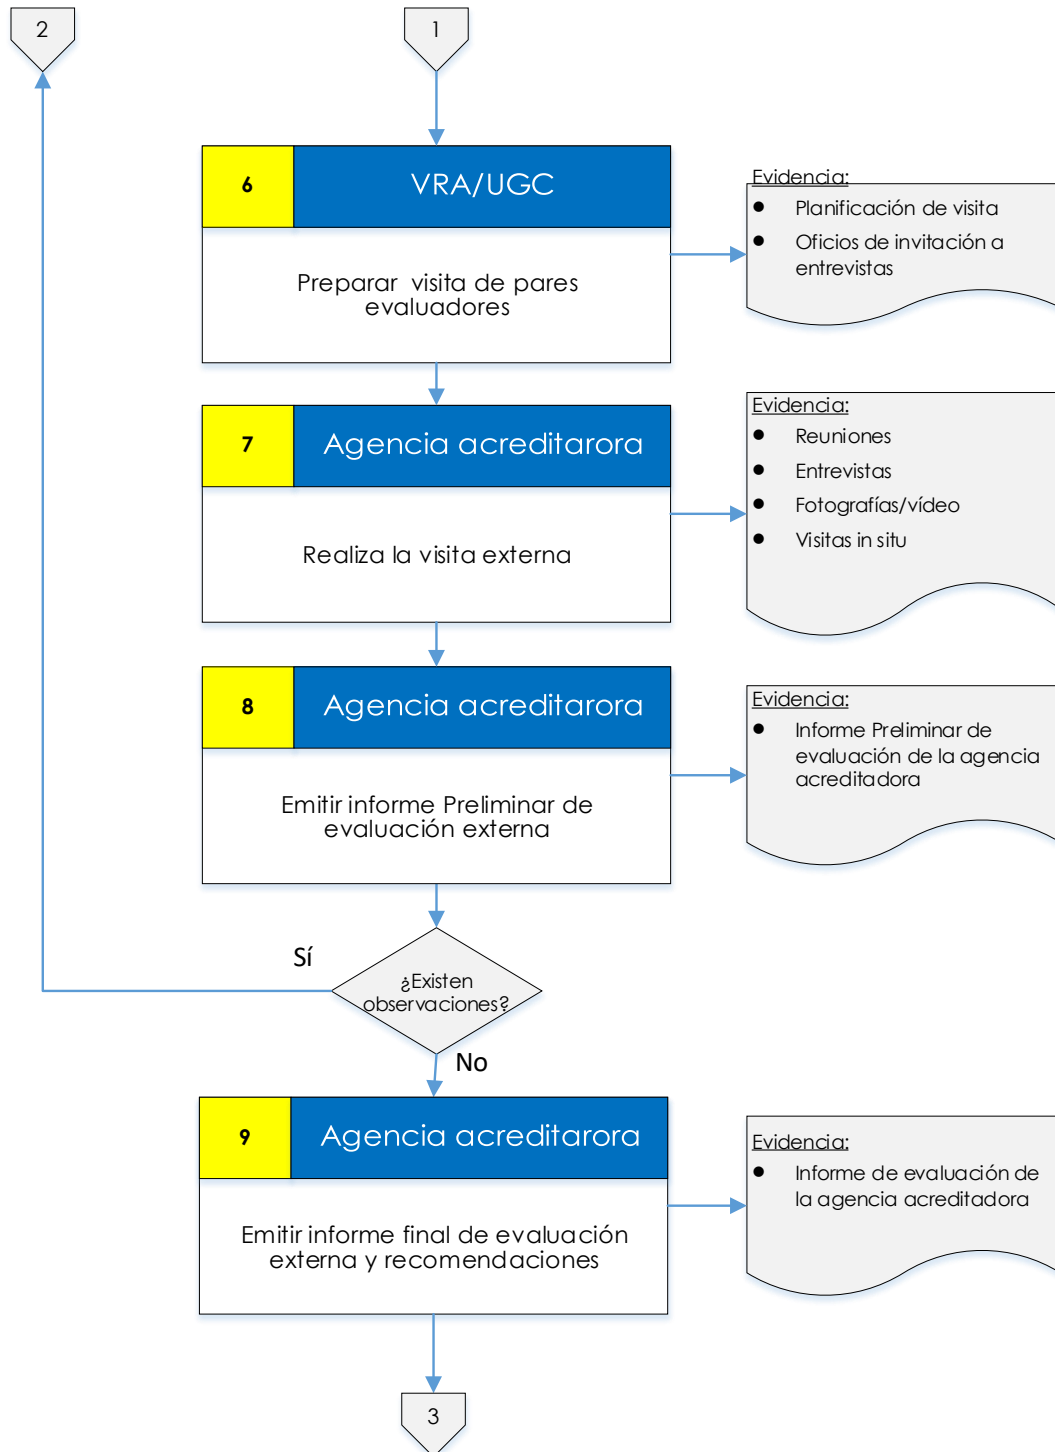 2
1
6
VRA/UGC
Preparar visita de pares
evaluadores
Evidencia:
● Planificación de visita
● Oficios de invitación a
entrevistas
7
Agencia acreditarora
Realiza la visita externa
Evidencia:
● Reuniones
● Entrevistas
● Fotografías/vídeo
● Visitas in situ
8
Agencia acreditarora
Emitir informe Preliminar de
evaluación externa
Evidencia:
● Informe Preliminar de
evaluación de la agencia
acreditadora
Sí
¿Existen
observaciones?
No
9
Agencia acreditarora
Emitir informe final de evaluación
externa y recomendaciones
Evidencia:
● Informe de evaluación de
la agencia acreditadora
3